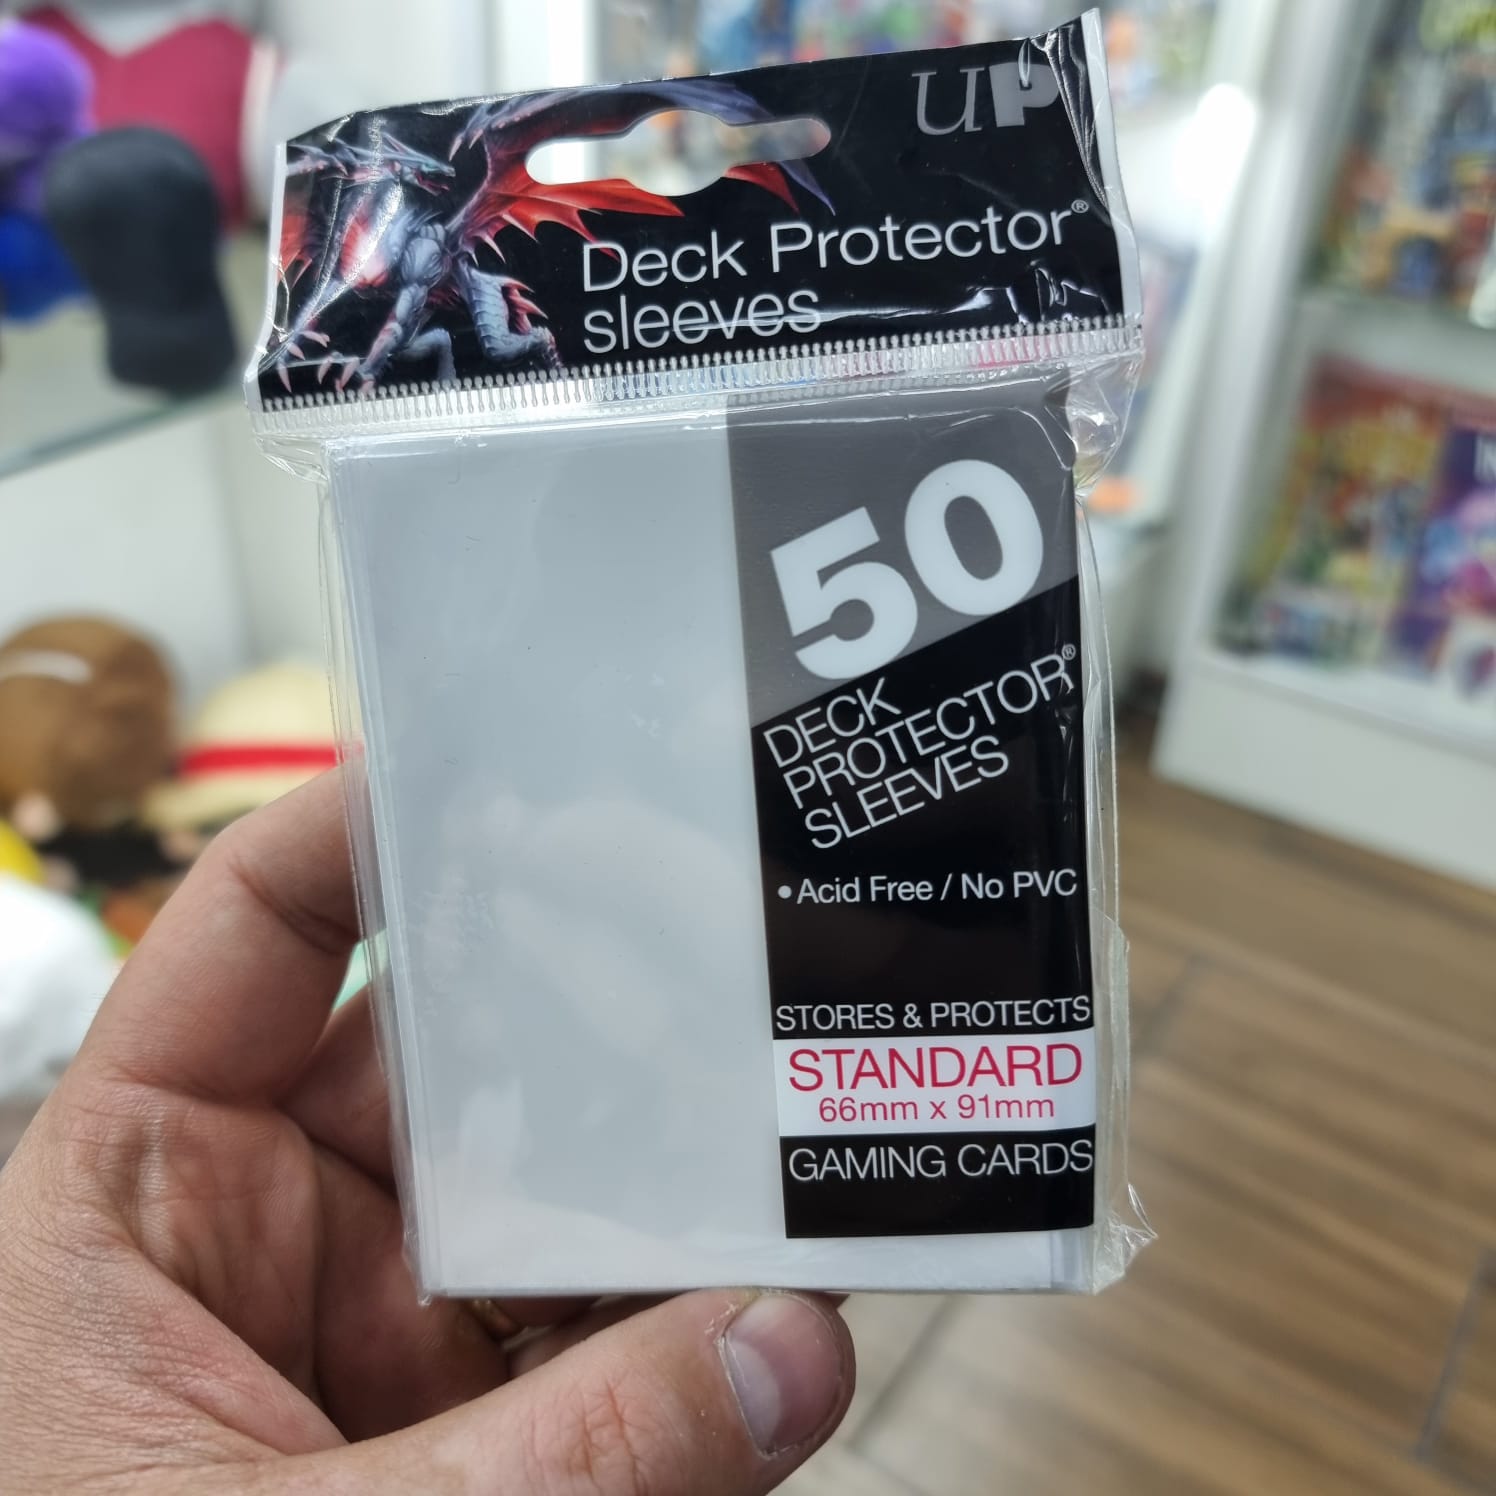 UP
Deck Protector®
sleeves
50
DECK
PROTECTOR®
SLEEVES
• Acid Free / No PVC
STORES & PROTECTS
STANDARD
66mm x 91mm
GAMING CARDS